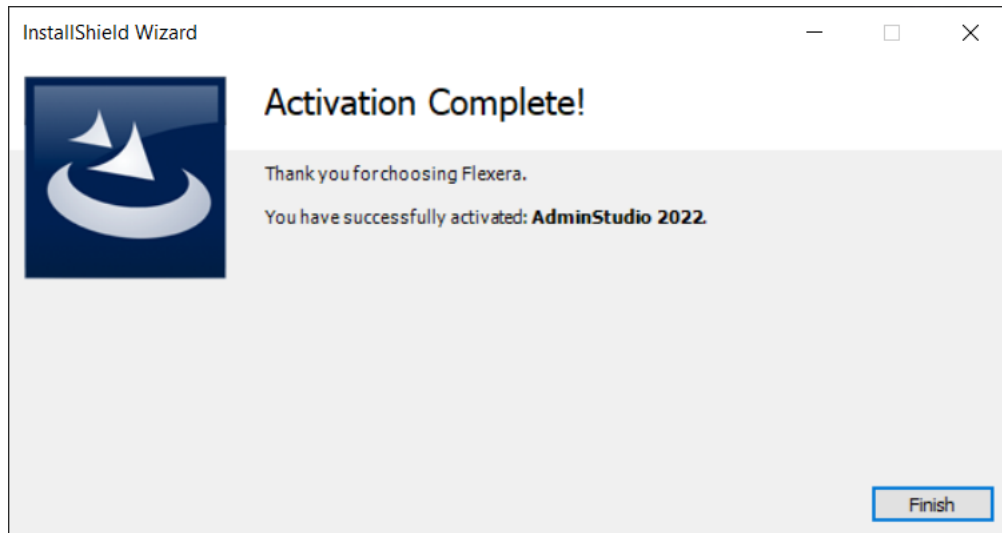 InstallShield Wizard
Activation Complete!
Thank you for choosing Flexera.
You have successfully activated: AdminStudio 2022.
Finish